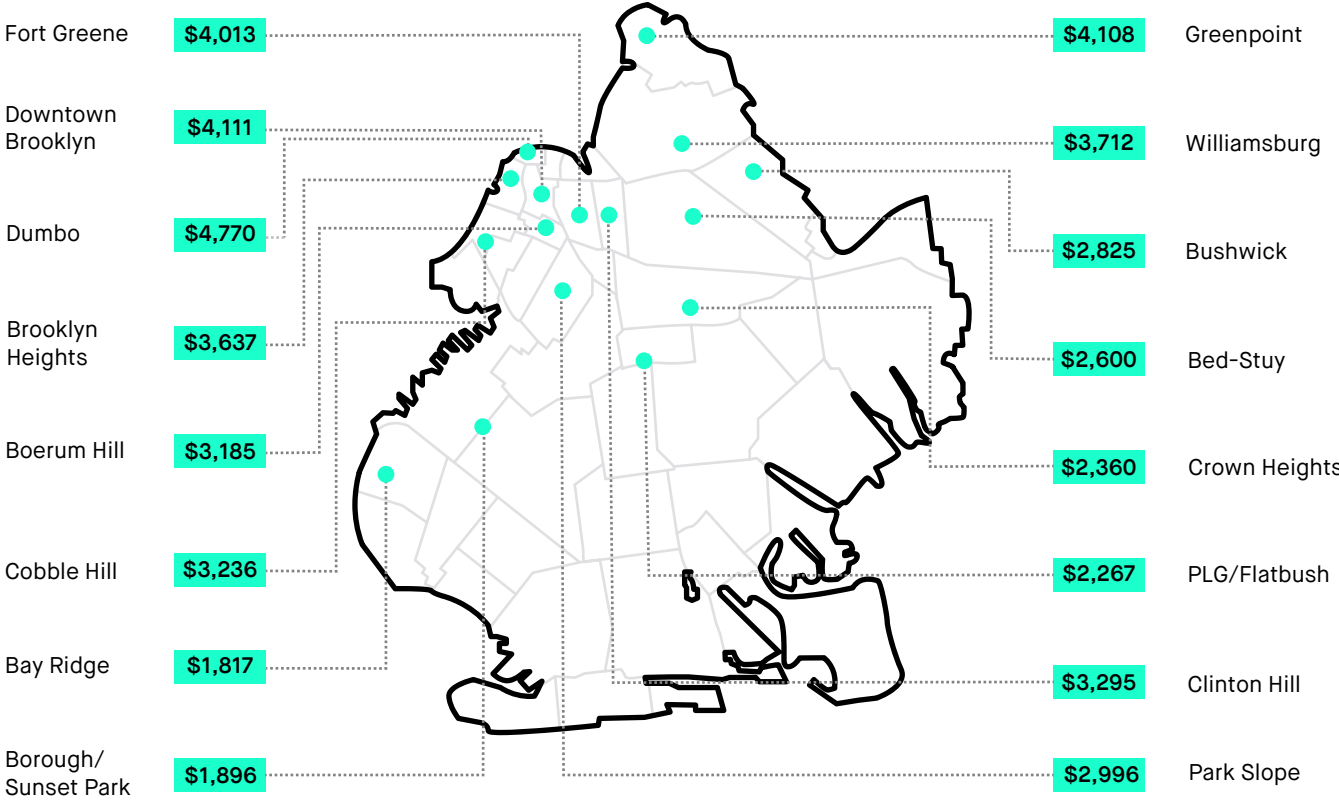 Fort Greene
$4,013
Downtown
Brooklyn
$4,111
Dumbo
$4,770
Brooklyn
Heights
$3,637
Boerum Hill
$3,185
Cobble Hill
$3,236
Bay Ridge
$1,817
Borough/
Sunset Park
$1,896
$4,108
Greenpoint
$3,712
Williamsburg
$2,825
Bushwick
$2,600
Bed-Stuy
$2,360
Crown Heights
$2,267
PLG/Flatbush
$3,295
Clinton Hill
$2,996
Park Slope